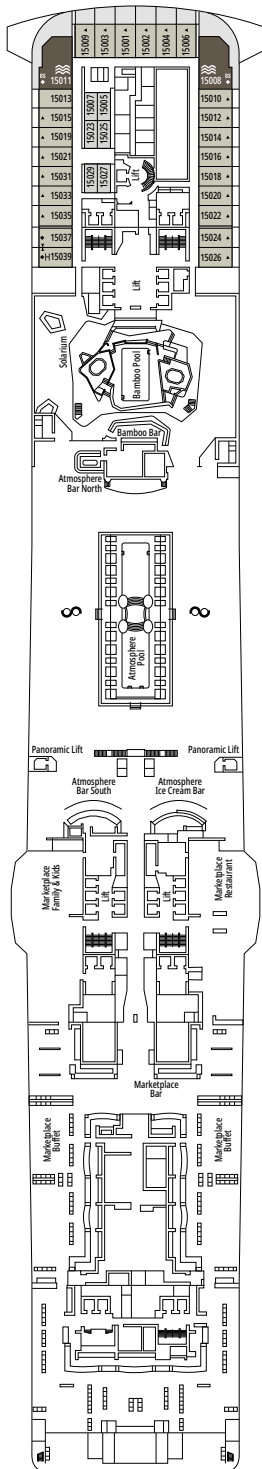 15000
15003
15001
15002
15004
15006
BS
15011
BS
15008
15013
15007
15005
15010
15015
15012
15019
15023
15025
15014
15021
15016
15031
15029
15027
Lift
15018
15033
15020
15035
15022
15037
15024
H15039
15026
Lift
Solarium
Bamboo Pool
Bamboo Bar
Atmosphere
Bar North
Atmosphere
Pool
Panoramic Lift
Panoramic Lift
Atmosphere
Bar South
Atmosphere
Ice Cream Bar
Marketplace
Family & Kids
Lift
Lift
Marketplace
Restaurant
Marketplace
Bar
Marketplace
Buffet
Marketplace
Buffet